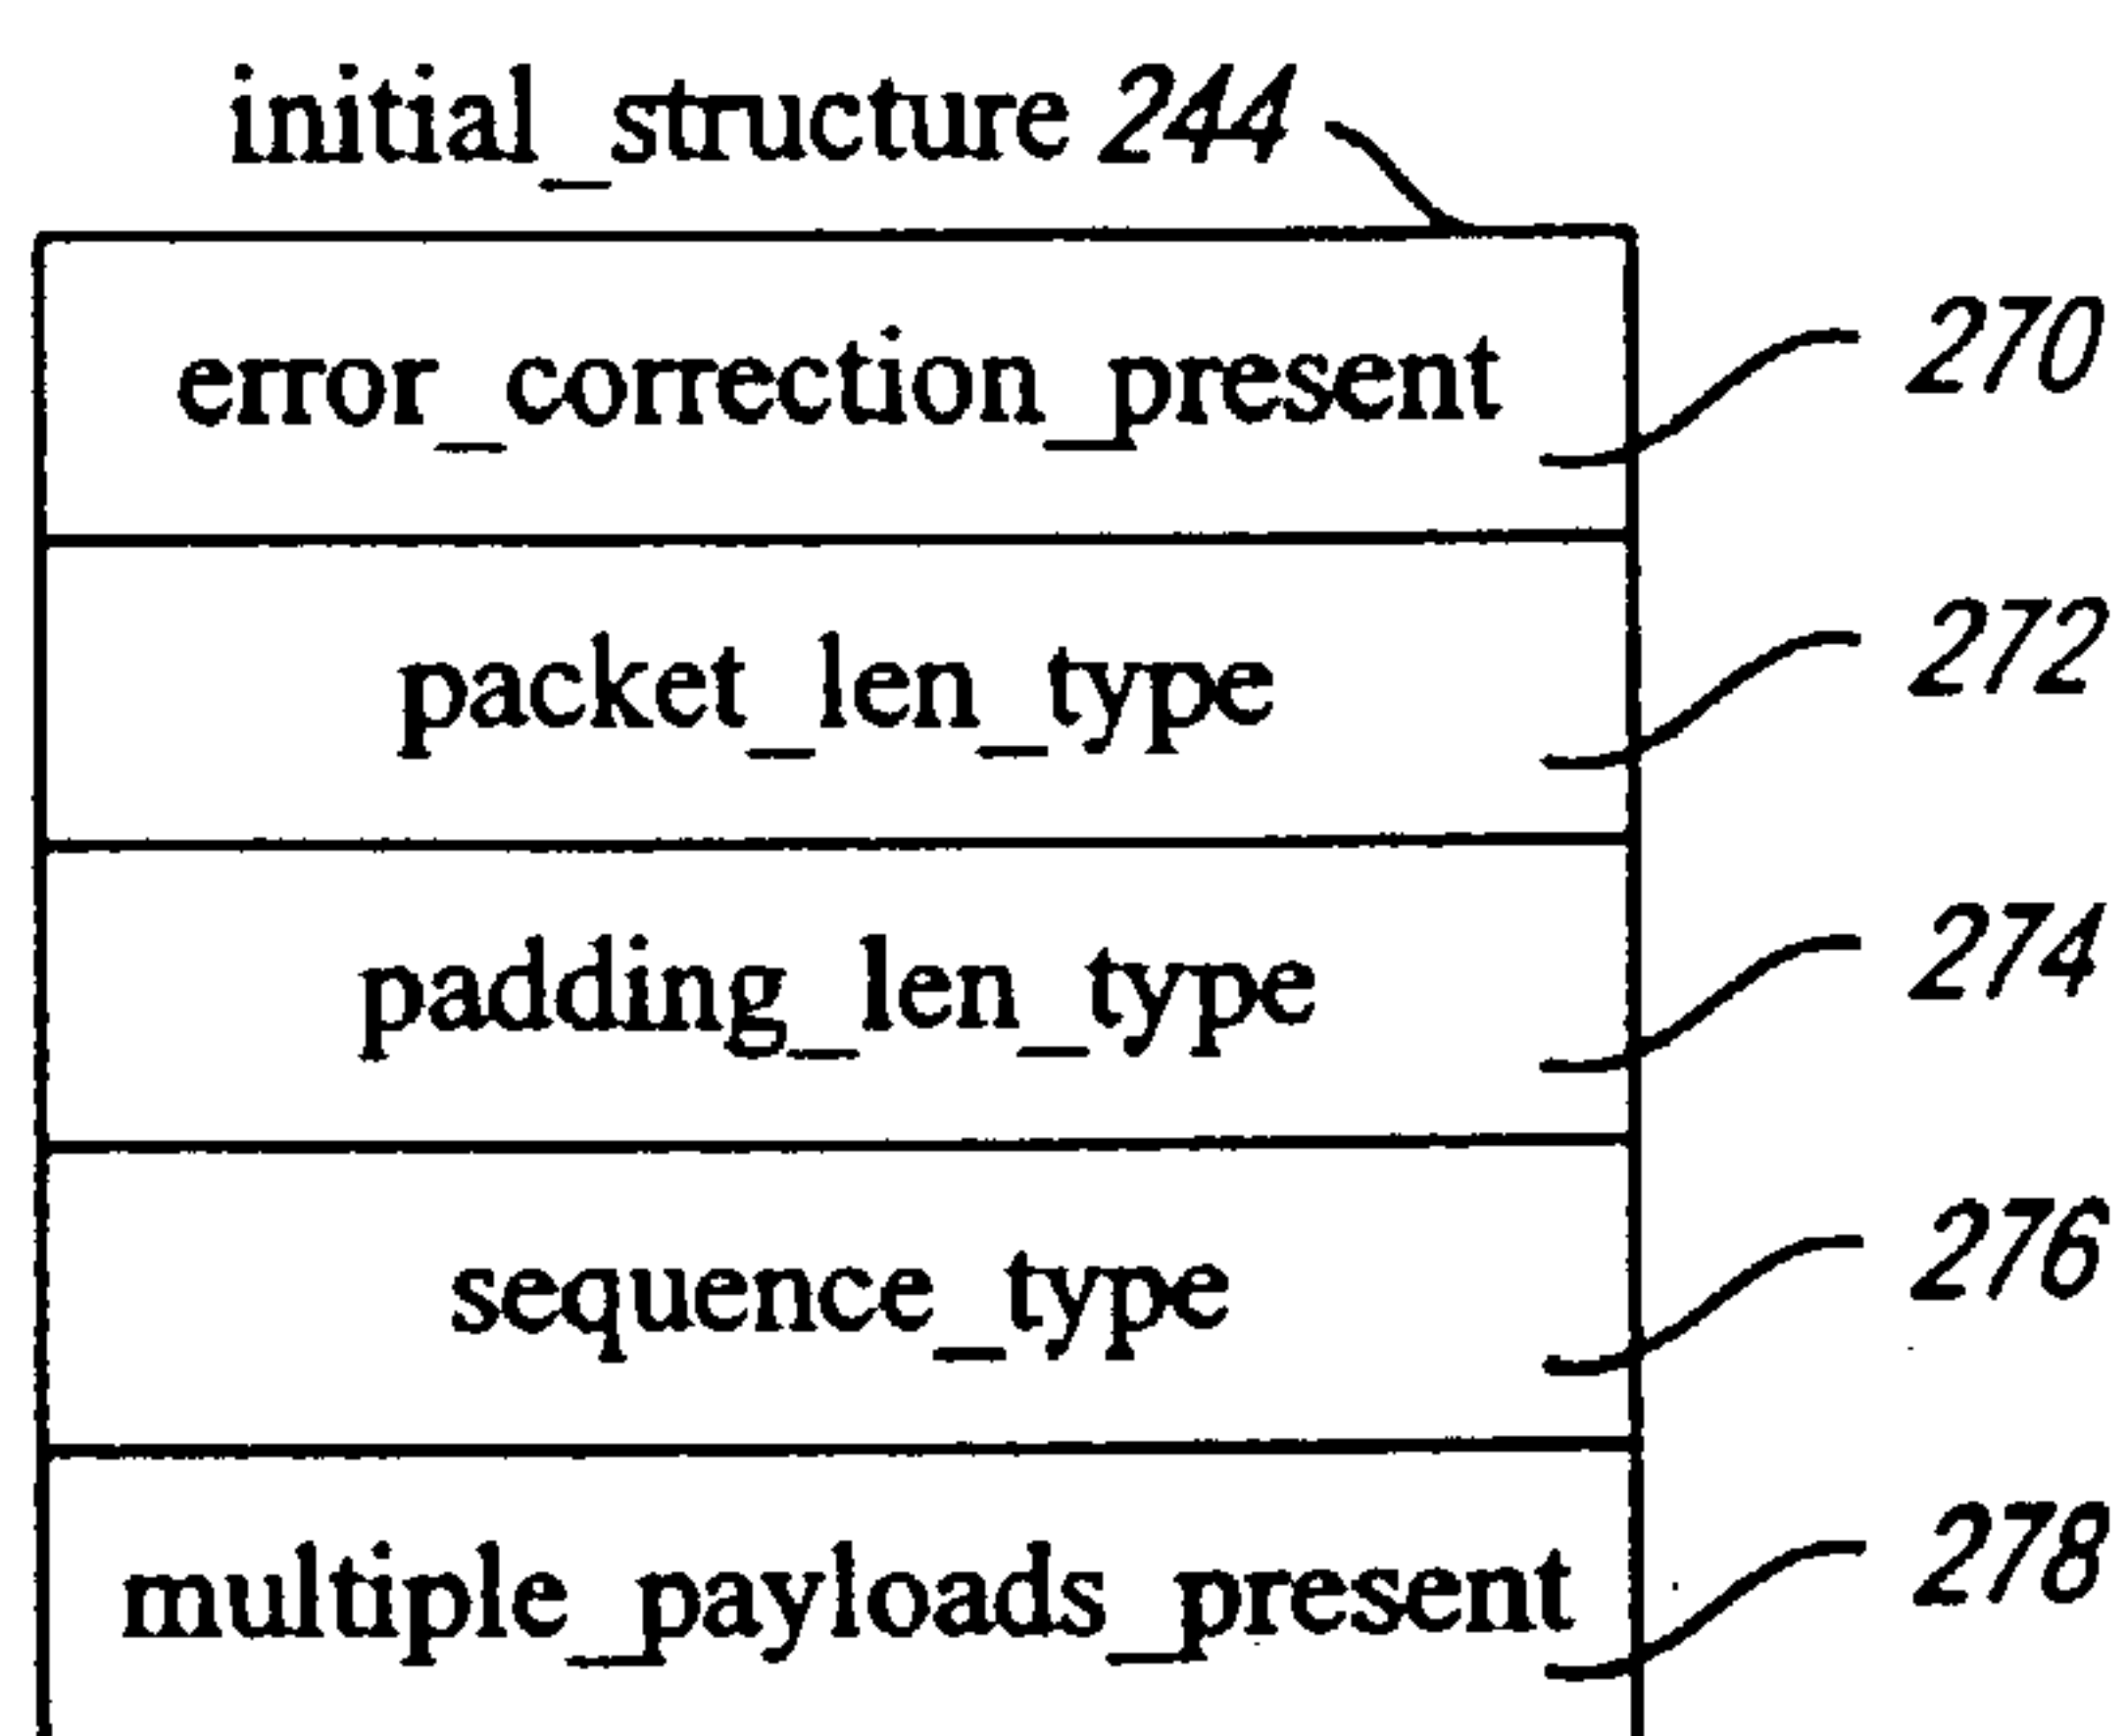 initial_structure 244
error_correction_present 270
packet_len_type 272
padding_len_type 274
sequence_type 276
multiple_payloads_present 278